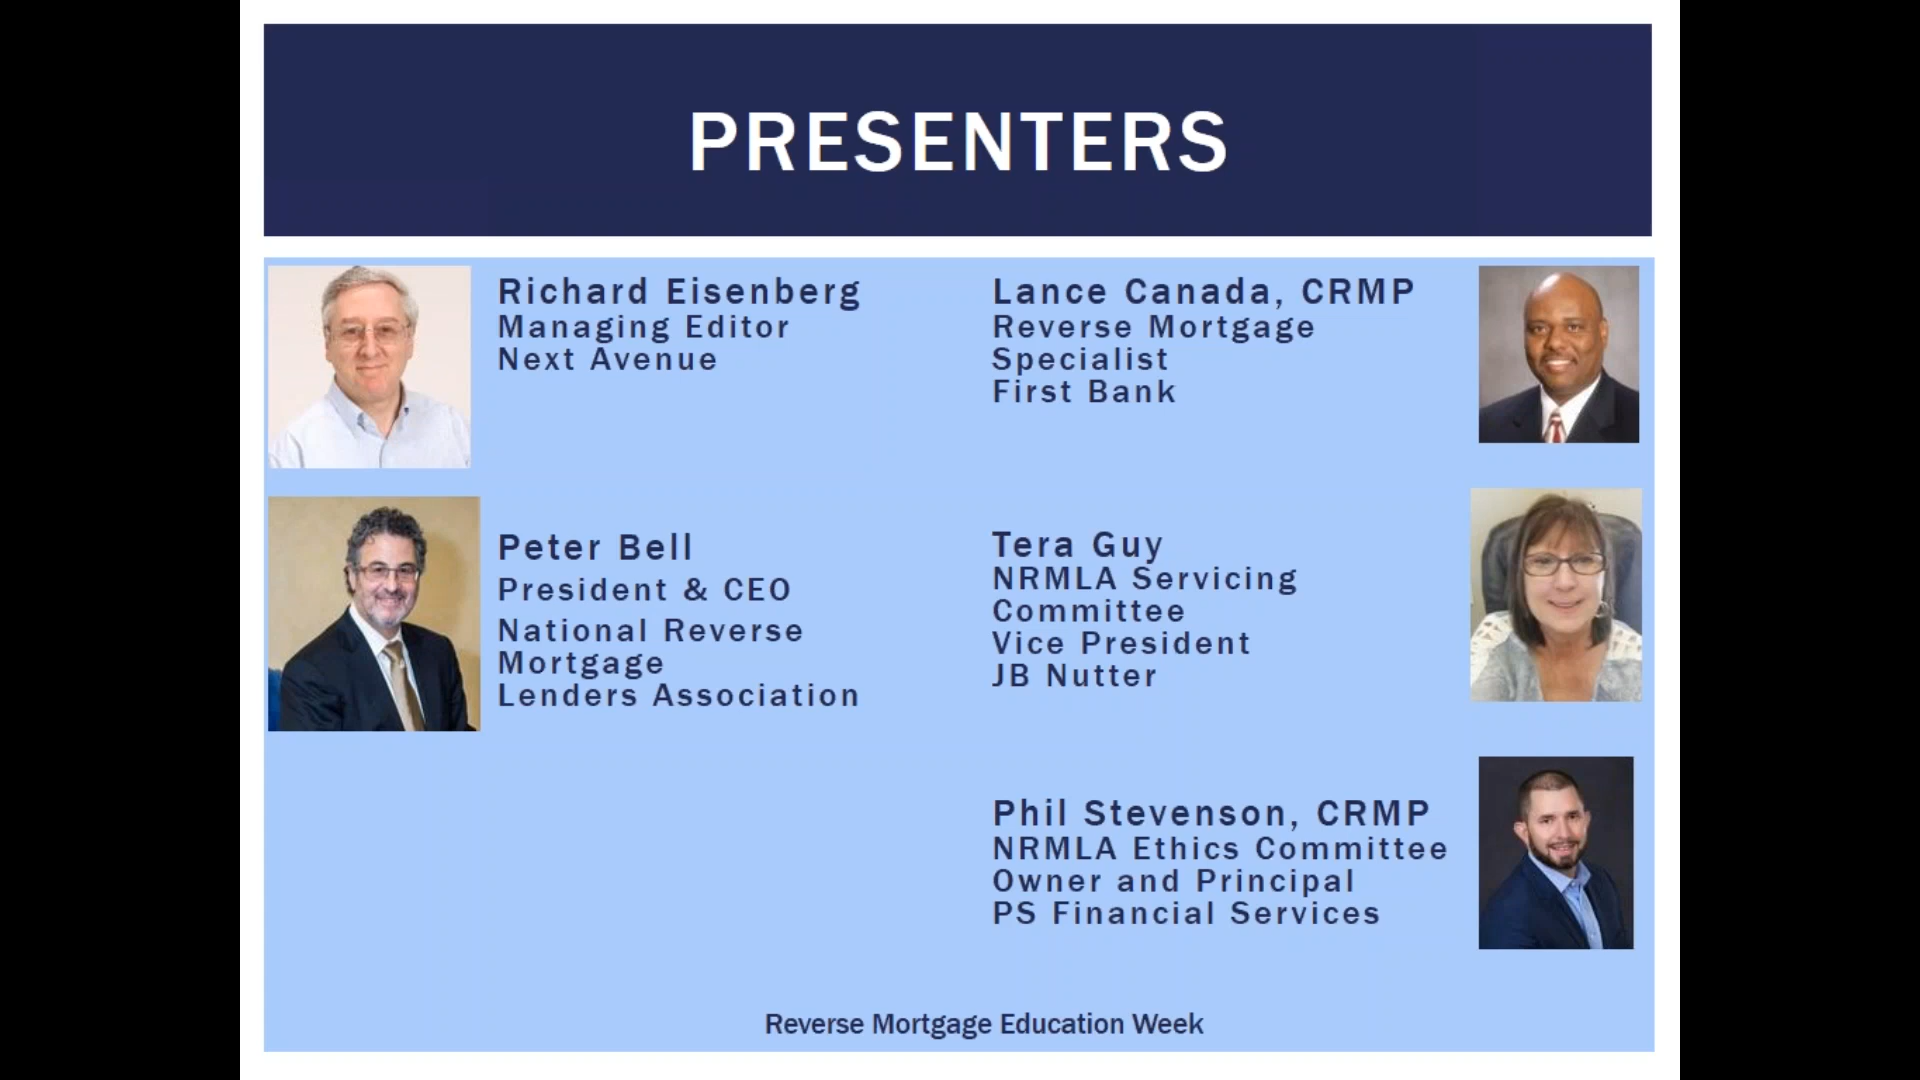 PRESENTERS
Richard Eisenberg
Managing Editor
Next Avenue
Lance Canada, CRMP
Reverse Mortgage
Specialist
First Bank
Peter Bell
President & CEO
National Reverse
Mortgage
Lenders Association
Tera Guy
NRMLA Servicing
Committee
Vice President
JB Nutter
Phil Stevenson, CRMP
NRMLA Ethics Committee
Owner and Principal
PS Financial Services
Reverse Mortgage Education Week